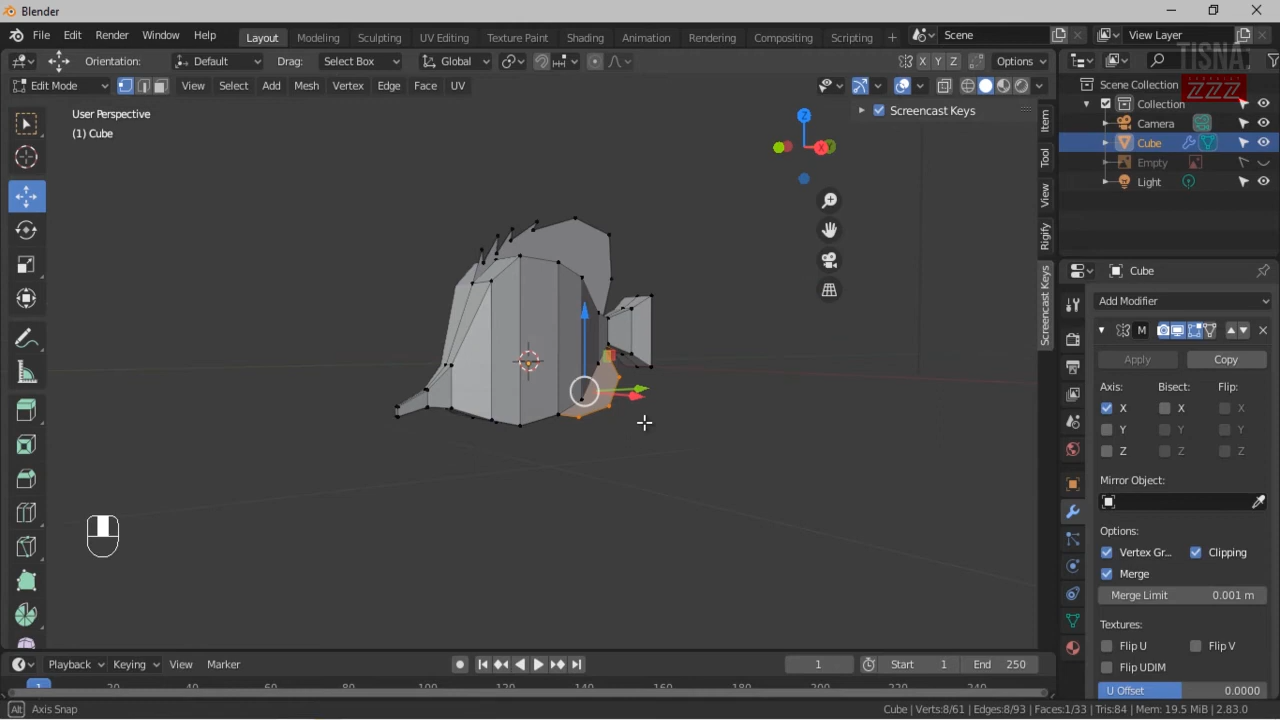 Blender
File Edit Render Window Help Layout Modeling Sculpting UV Editing Texture Paint Shading Animation Rendering Compositing Scripting + Scene View Layer
TISNA
zzz
Orientation: Default Drag: Select Box Global X Y Z Options
Edit Mode View Select Add Mesh Vertex Edge Face UV
Scene Collection
Collection
Camera
Cube
Empty
Light
User Perspective
(1) Cube
Screencast Keys
Z
X
Item
Tool
View
Rigify
Screencast Keys
Cube
Add Modifier
M
Apply Copy
Axis: Bisect: Flip:
X X X
Y Y Y
Z Z Z
Mirror Object:
Options:
Vertex Gr... Clipping
Merge
Merge Limit 0.001 m
Textures:
Flip U Flip V
Flip UDIM
U Offset 0.0000
Playback Keying View Marker 1 Start 1 End 250
1 20 40 60 80 100 120 140 160 180 200 220 240
Alt Axis Snap Cube | Verts:8/61 | Edges:8/93 | Faces:1/33 | Tris:84 | Mem: 19.5 MiB | 2.83.0